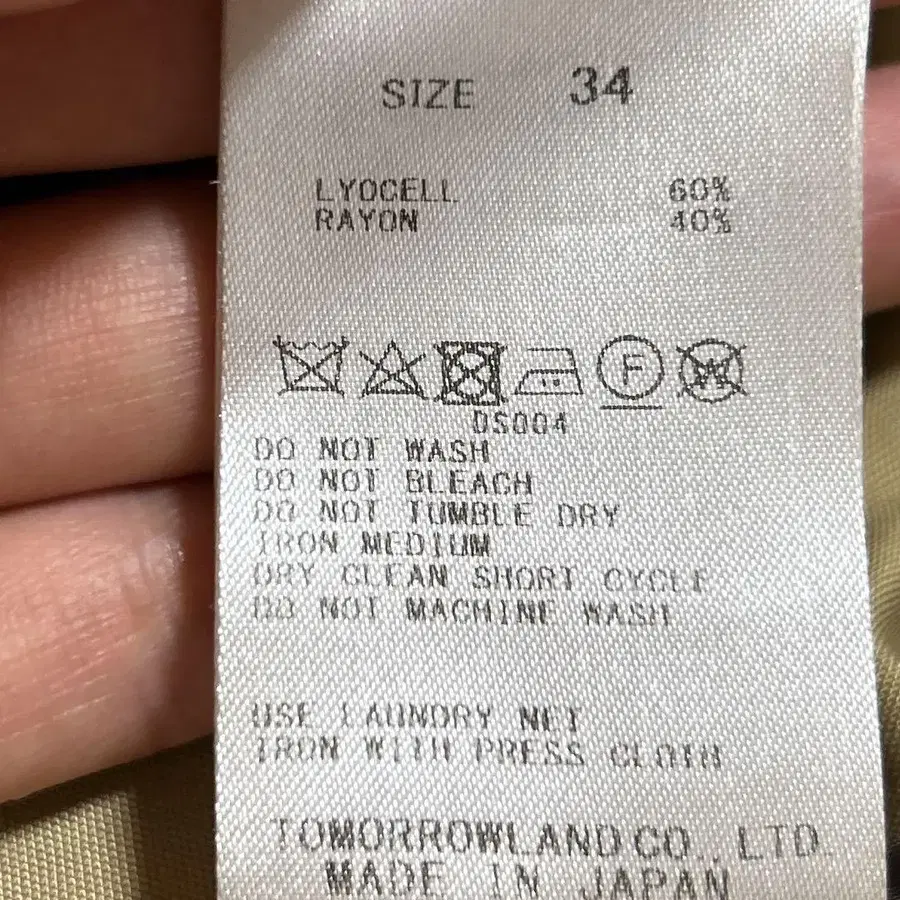 SIZE 34
LYOCELL 60%
RAYON 40%
F W
DS004
DO NOT WASH
DO NOT BLEACH
DO NOT TUMBLE DRY
IRON MEDIUM
DRY CLEAN SHORT CYCLE
DO NOT MACHINE WASH
USE LAUNDRY NET
IRON WITH PRESS CLOTH
TOMORROWLAND CO., LTD.
MADE IN JAPAN